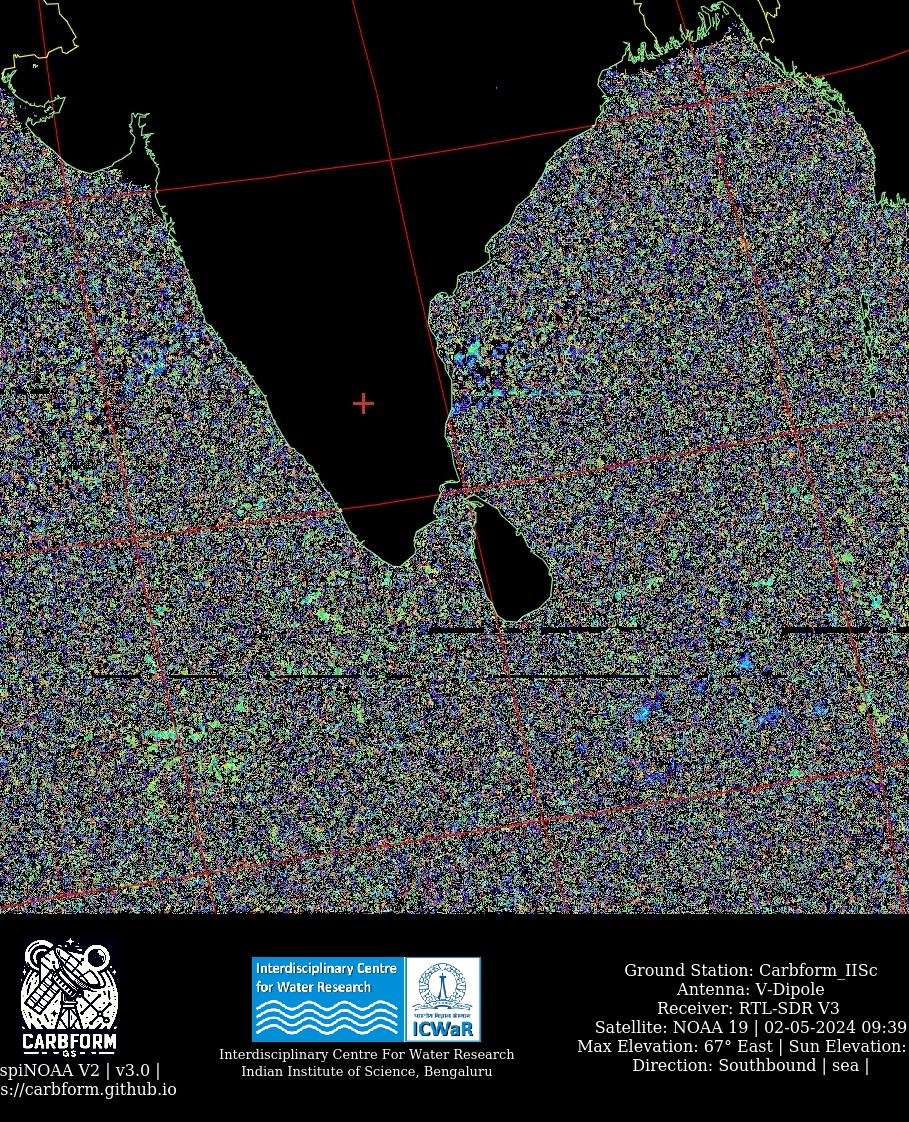 CARBFORM
GS
spiNOAA V2 | v3.0 |
s://carbform.github.io
Interdisciplinary Centre
for Water Research
ICWaR
Interdisciplinary Centre For Water Research
Indian Institute of Science, Bengaluru
Ground Station: Carbform_IISc
Antenna: V-Dipole
Receiver: RTL-SDR V3
Satellite: NOAA 19 | 02-05-2024 09:39
Max Elevation: 67° East | Sun Elevation:
Direction: Southbound | sea |